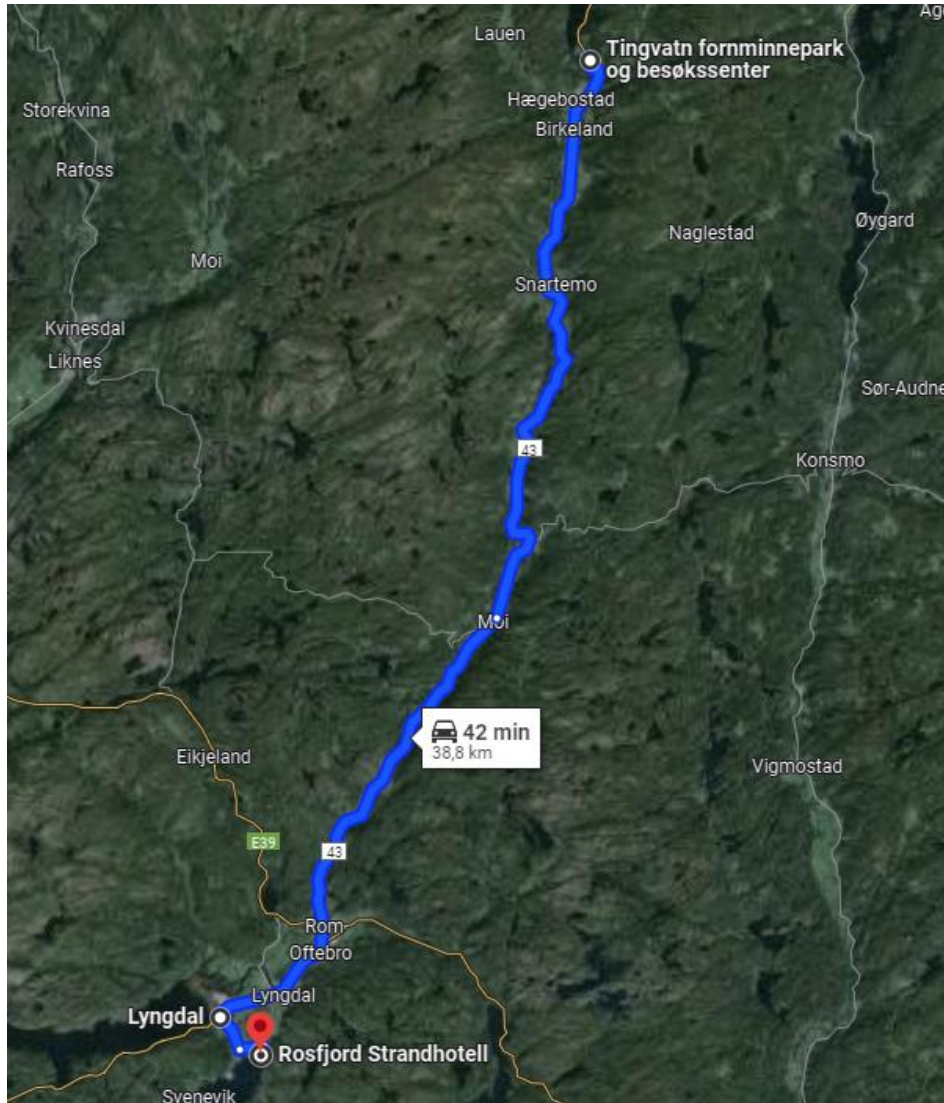 Ag
Lauen
Tingvatn fornminnepark
og besøkssenter
Hægebostad
Storekvina
Birkeland
Rafoss
Øygard
Naglestad
Moi
Snartemo
Kvinesdal
Liknes
Sør-Audne
43
Konsmo
Moi
42 min
38,8 km
Eikjeland
Vigmostad
E39
43
Rom
Oftebro
Lyngdal
Lyngdal
Rosfjord Strandhotell
Svenevik